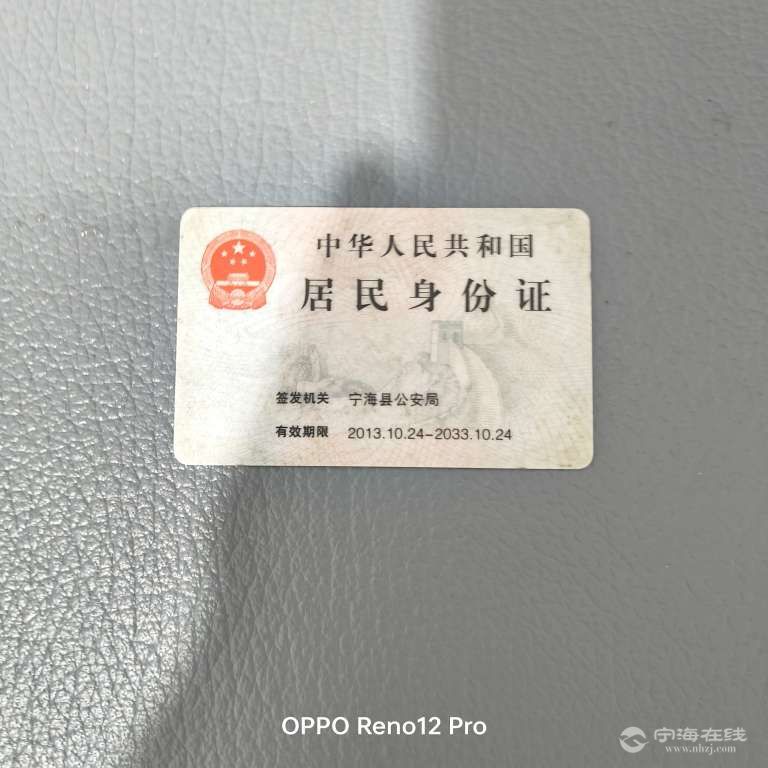 中华人民共和国
居民身份证
签发机关 宁海县公安局
有效期限 2013.10.24-2033.10.24
OPPO Reno12 Pro
宁海在线
www.nhzj.com